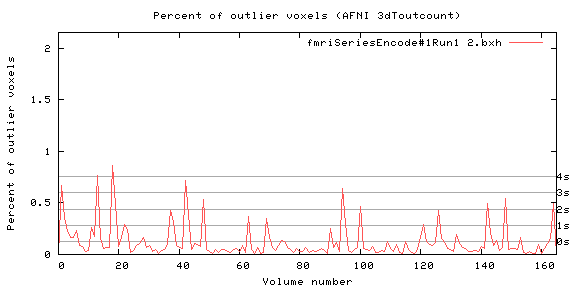 Percent of outlier voxels (AFNI 3dToutcount)
fmriSeriesEncode#1Run1 2.bxh
Percent of outlier voxels
2
1.5
1
0.5
0
4s
3s
2s
1s
0s
0 20 40 60 80 100 120 140 160
Volume number